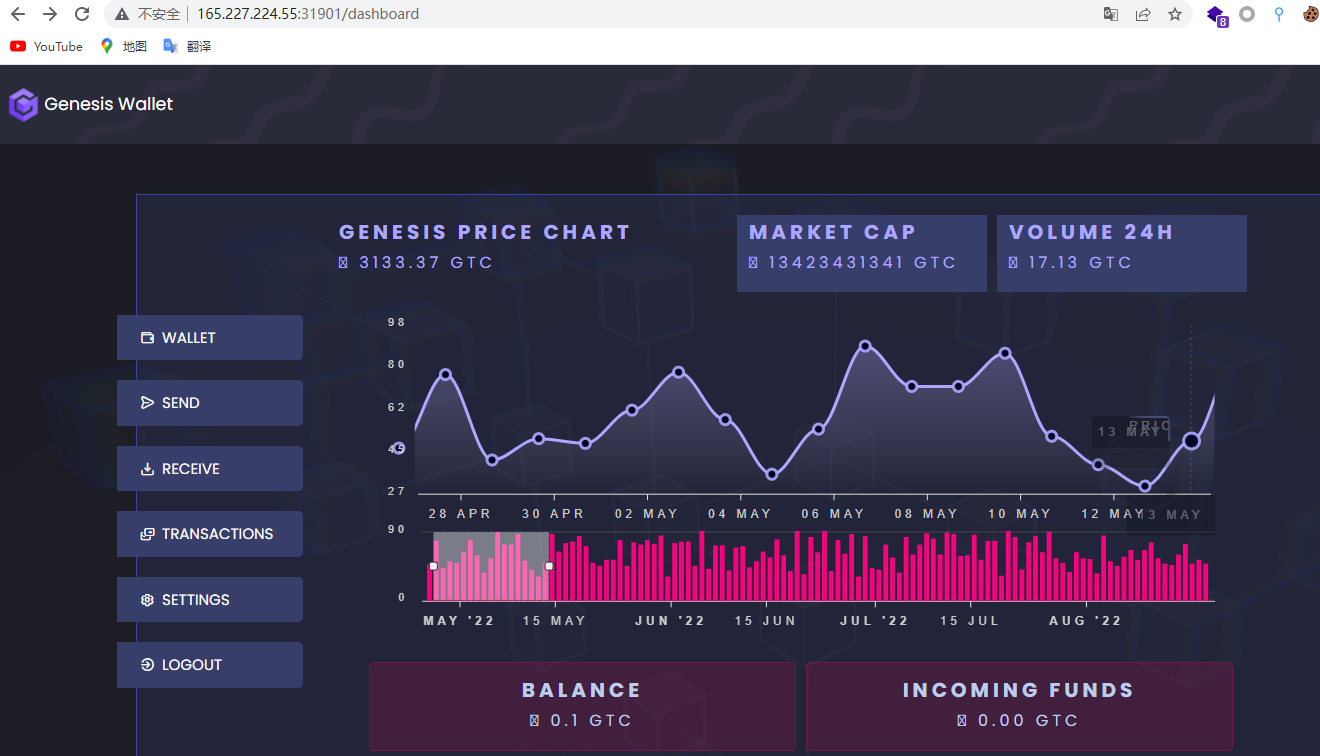 不安全 165.227.224.55:31901/dashboard
8
YouTube 地图 翻译
Genesis Wallet
GENESIS PRICE CHART
3133.37 GTC
MARKET CAP
13423431341 GTC
VOLUME 24H
17.13 GTC
WALLET
SEND
RECEIVE
TRANSACTIONS
SETTINGS
LOGOUT
98
80
62
27
13 MAY
28 APR 30 APR 02 MAY 04 MAY 06 MAY 08 MAY 10 MAY 12 MAY 13 MAY
90
0
MAY '22 15 MAY JUN '22 15 JUN JUL '22 15 JUL AUG '22
BALANCE
0.1 GTC
INCOMING FUNDS
0.00 GTC